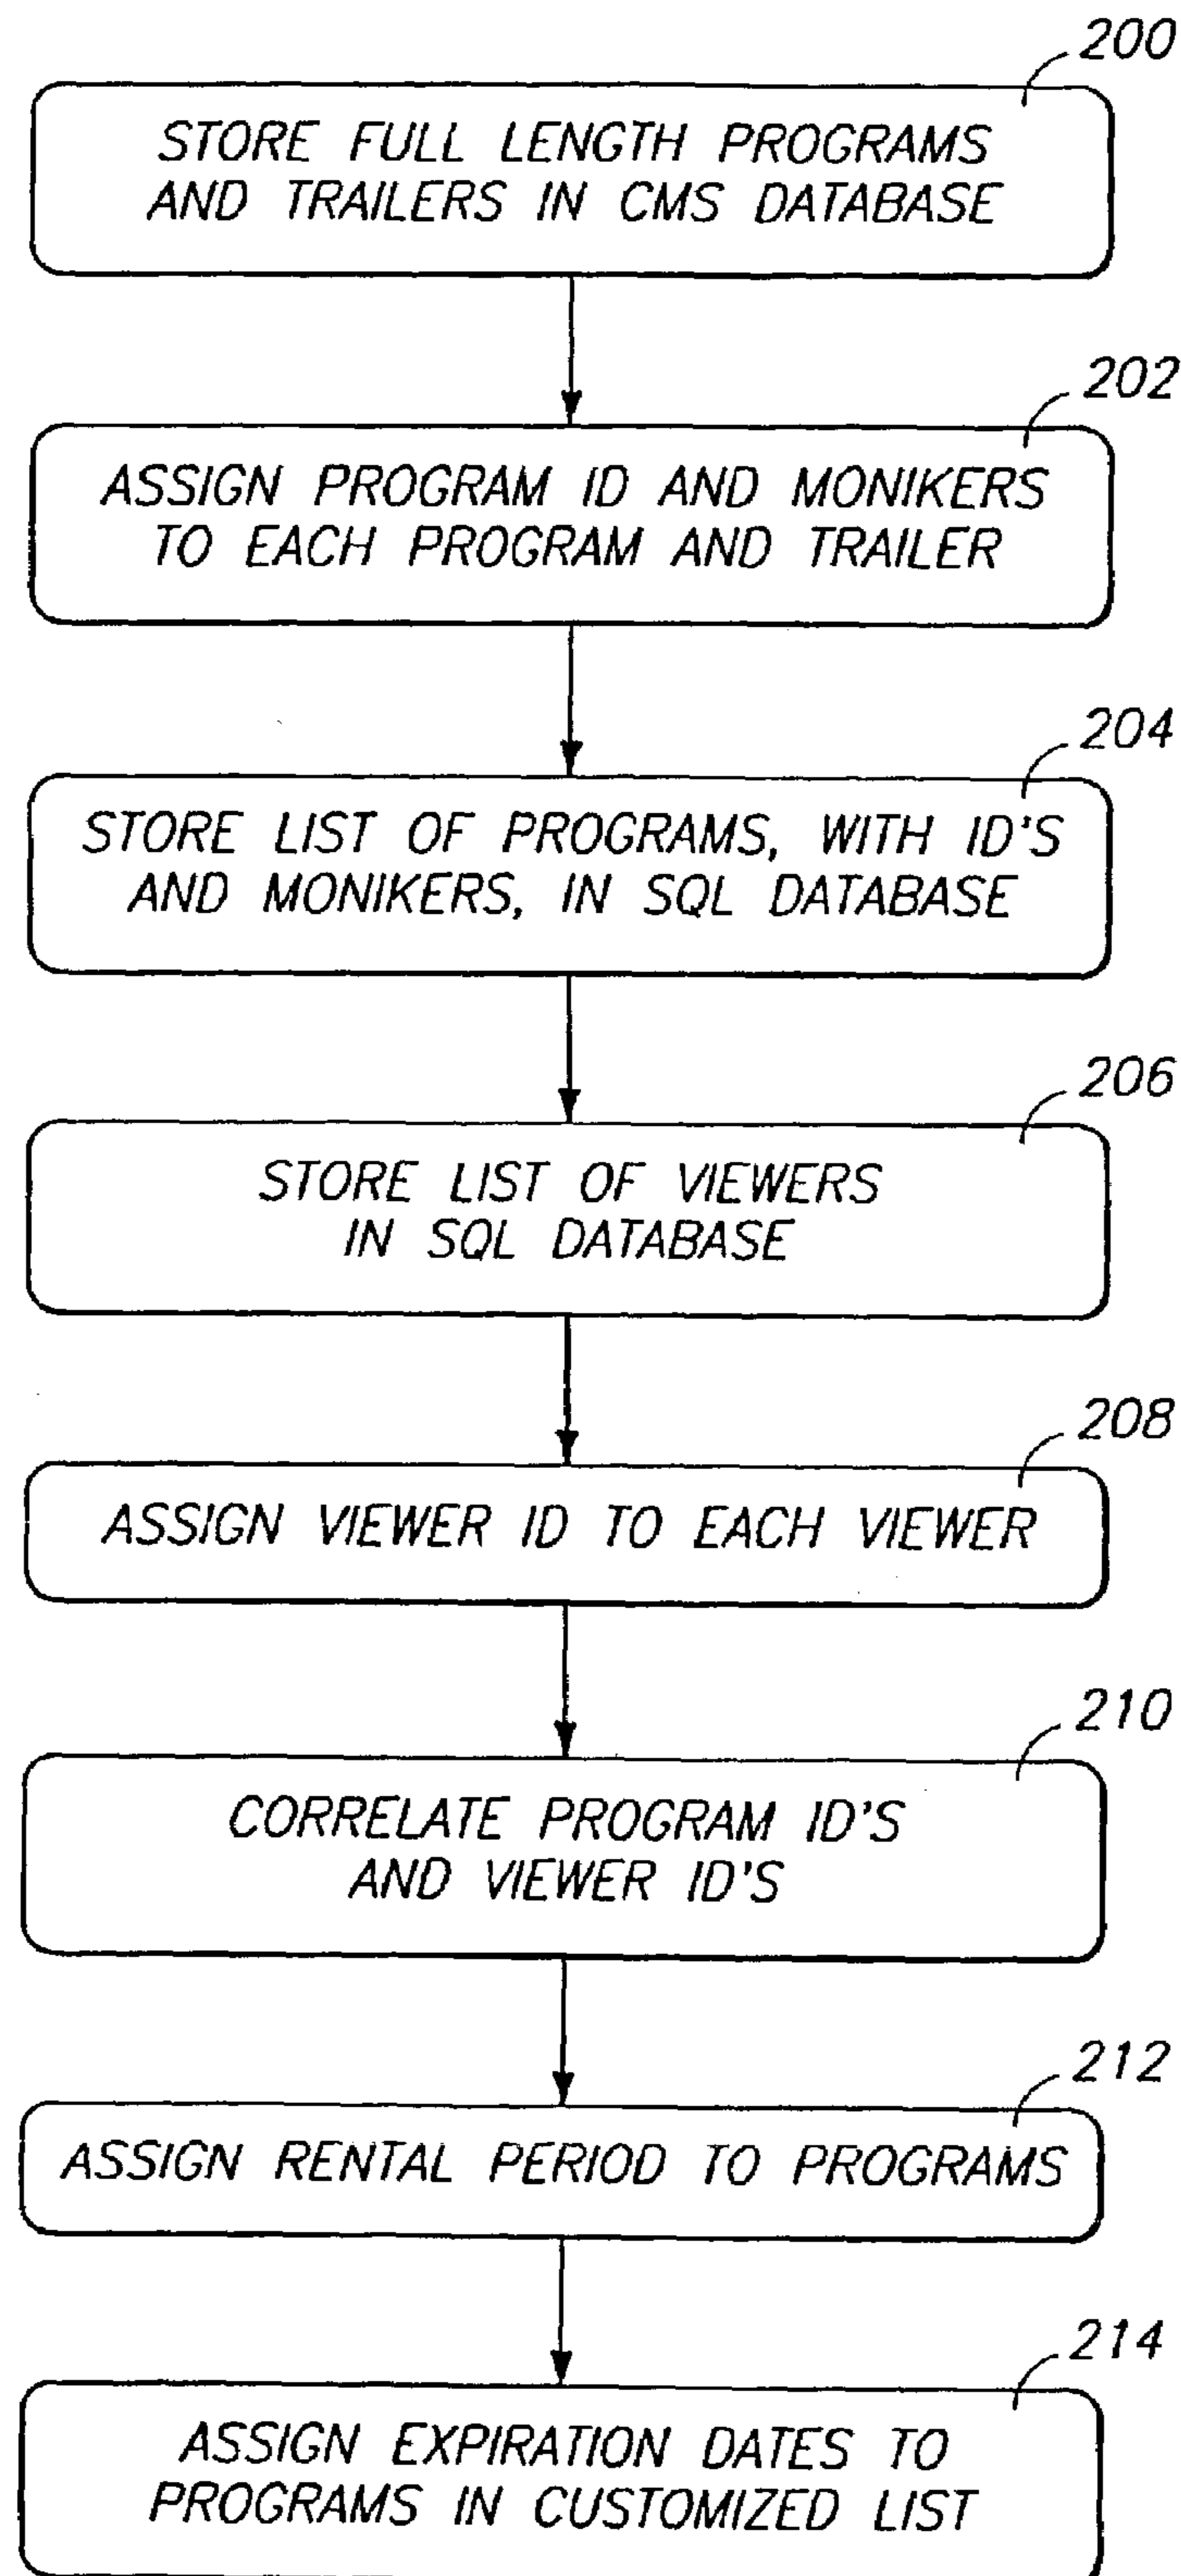 200
STORE FULL LENGTH PROGRAMS
AND TRAILERS IN CMS DATABASE
202
ASSIGN PROGRAM ID AND MONIKERS
TO EACH PROGRAM AND TRAILER
204
STORE LIST OF PROGRAMS, WITH ID'S
AND MONIKERS, IN SQL DATABASE
206
STORE LIST OF VIEWERS
IN SQL DATABASE
208
ASSIGN VIEWER ID TO EACH VIEWER
210
CORRELATE PROGRAM ID'S
AND VIEWER ID'S
212
ASSIGN RENTAL PERIOD TO PROGRAMS
214
ASSIGN EXPIRATION DATES TO
PROGRAMS IN CUSTOMIZED LIST